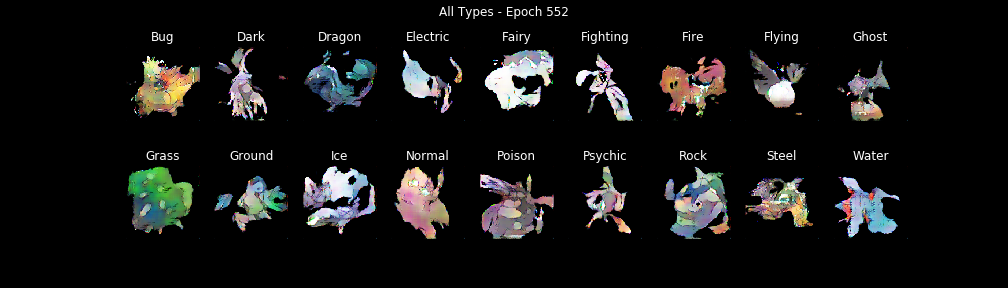 All Types - Epoch 552
Bug Dark Dragon Electric Fairy Fighting Fire Flying Ghost
Grass Ground Ice Normal Poison Psychic Rock Steel Water